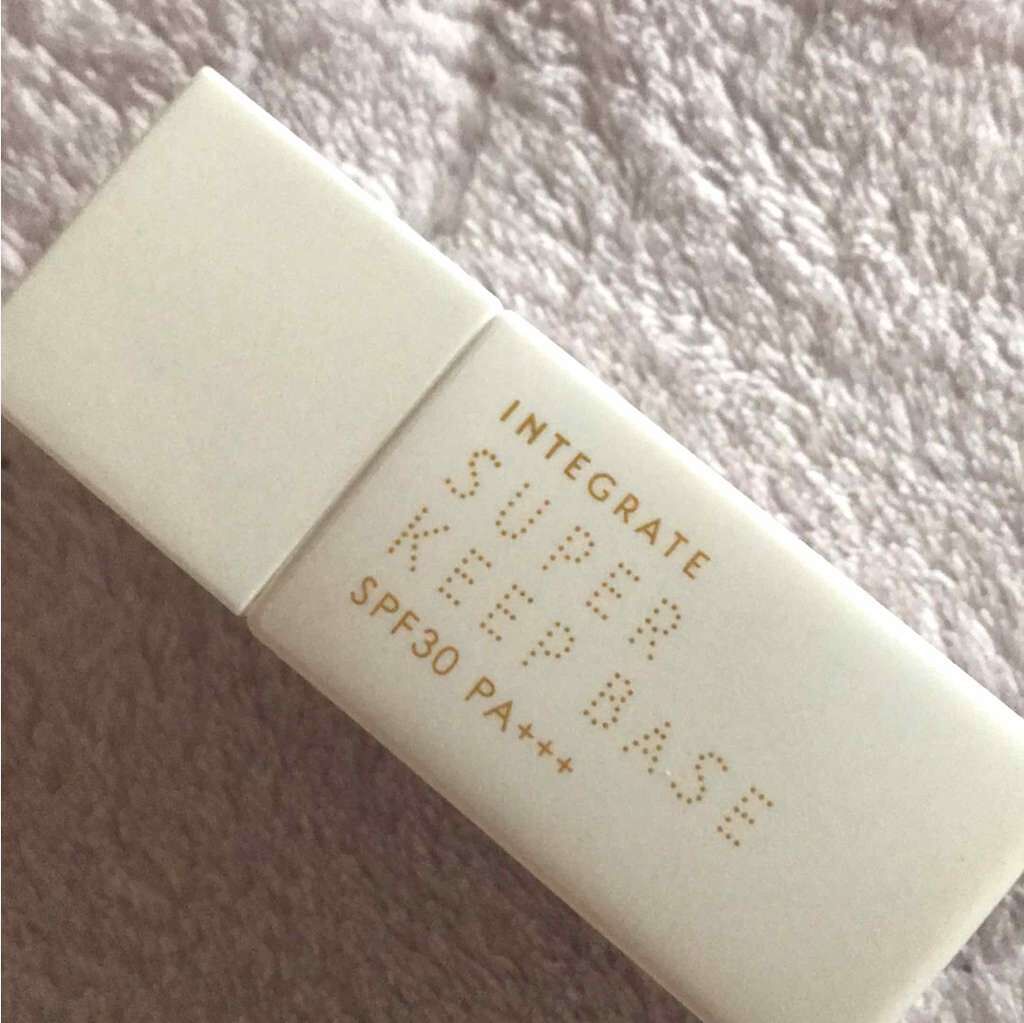 INTEGRATE
SUPER
KEEP BASE
SPF30 PA+++